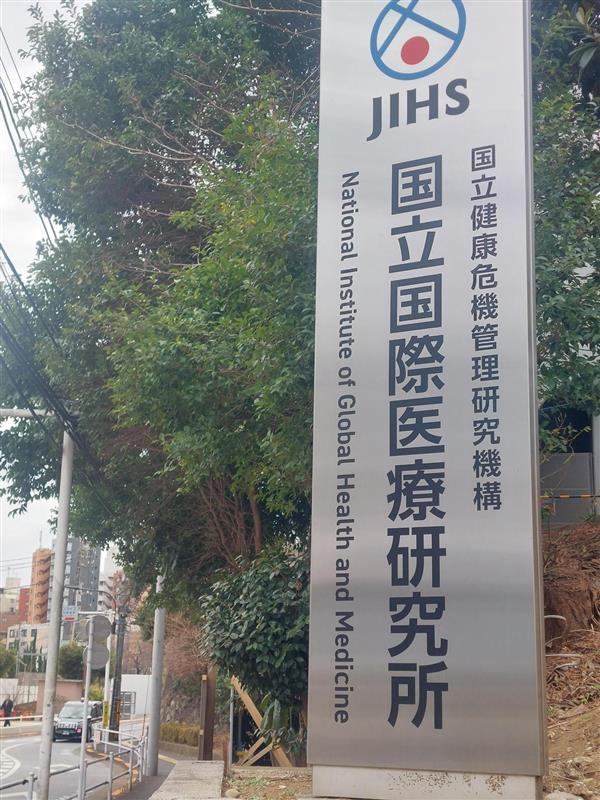 JIHS
国立健康危機管理研究機構
国立国際医療研究所
National Institute of Global Health and Medicine